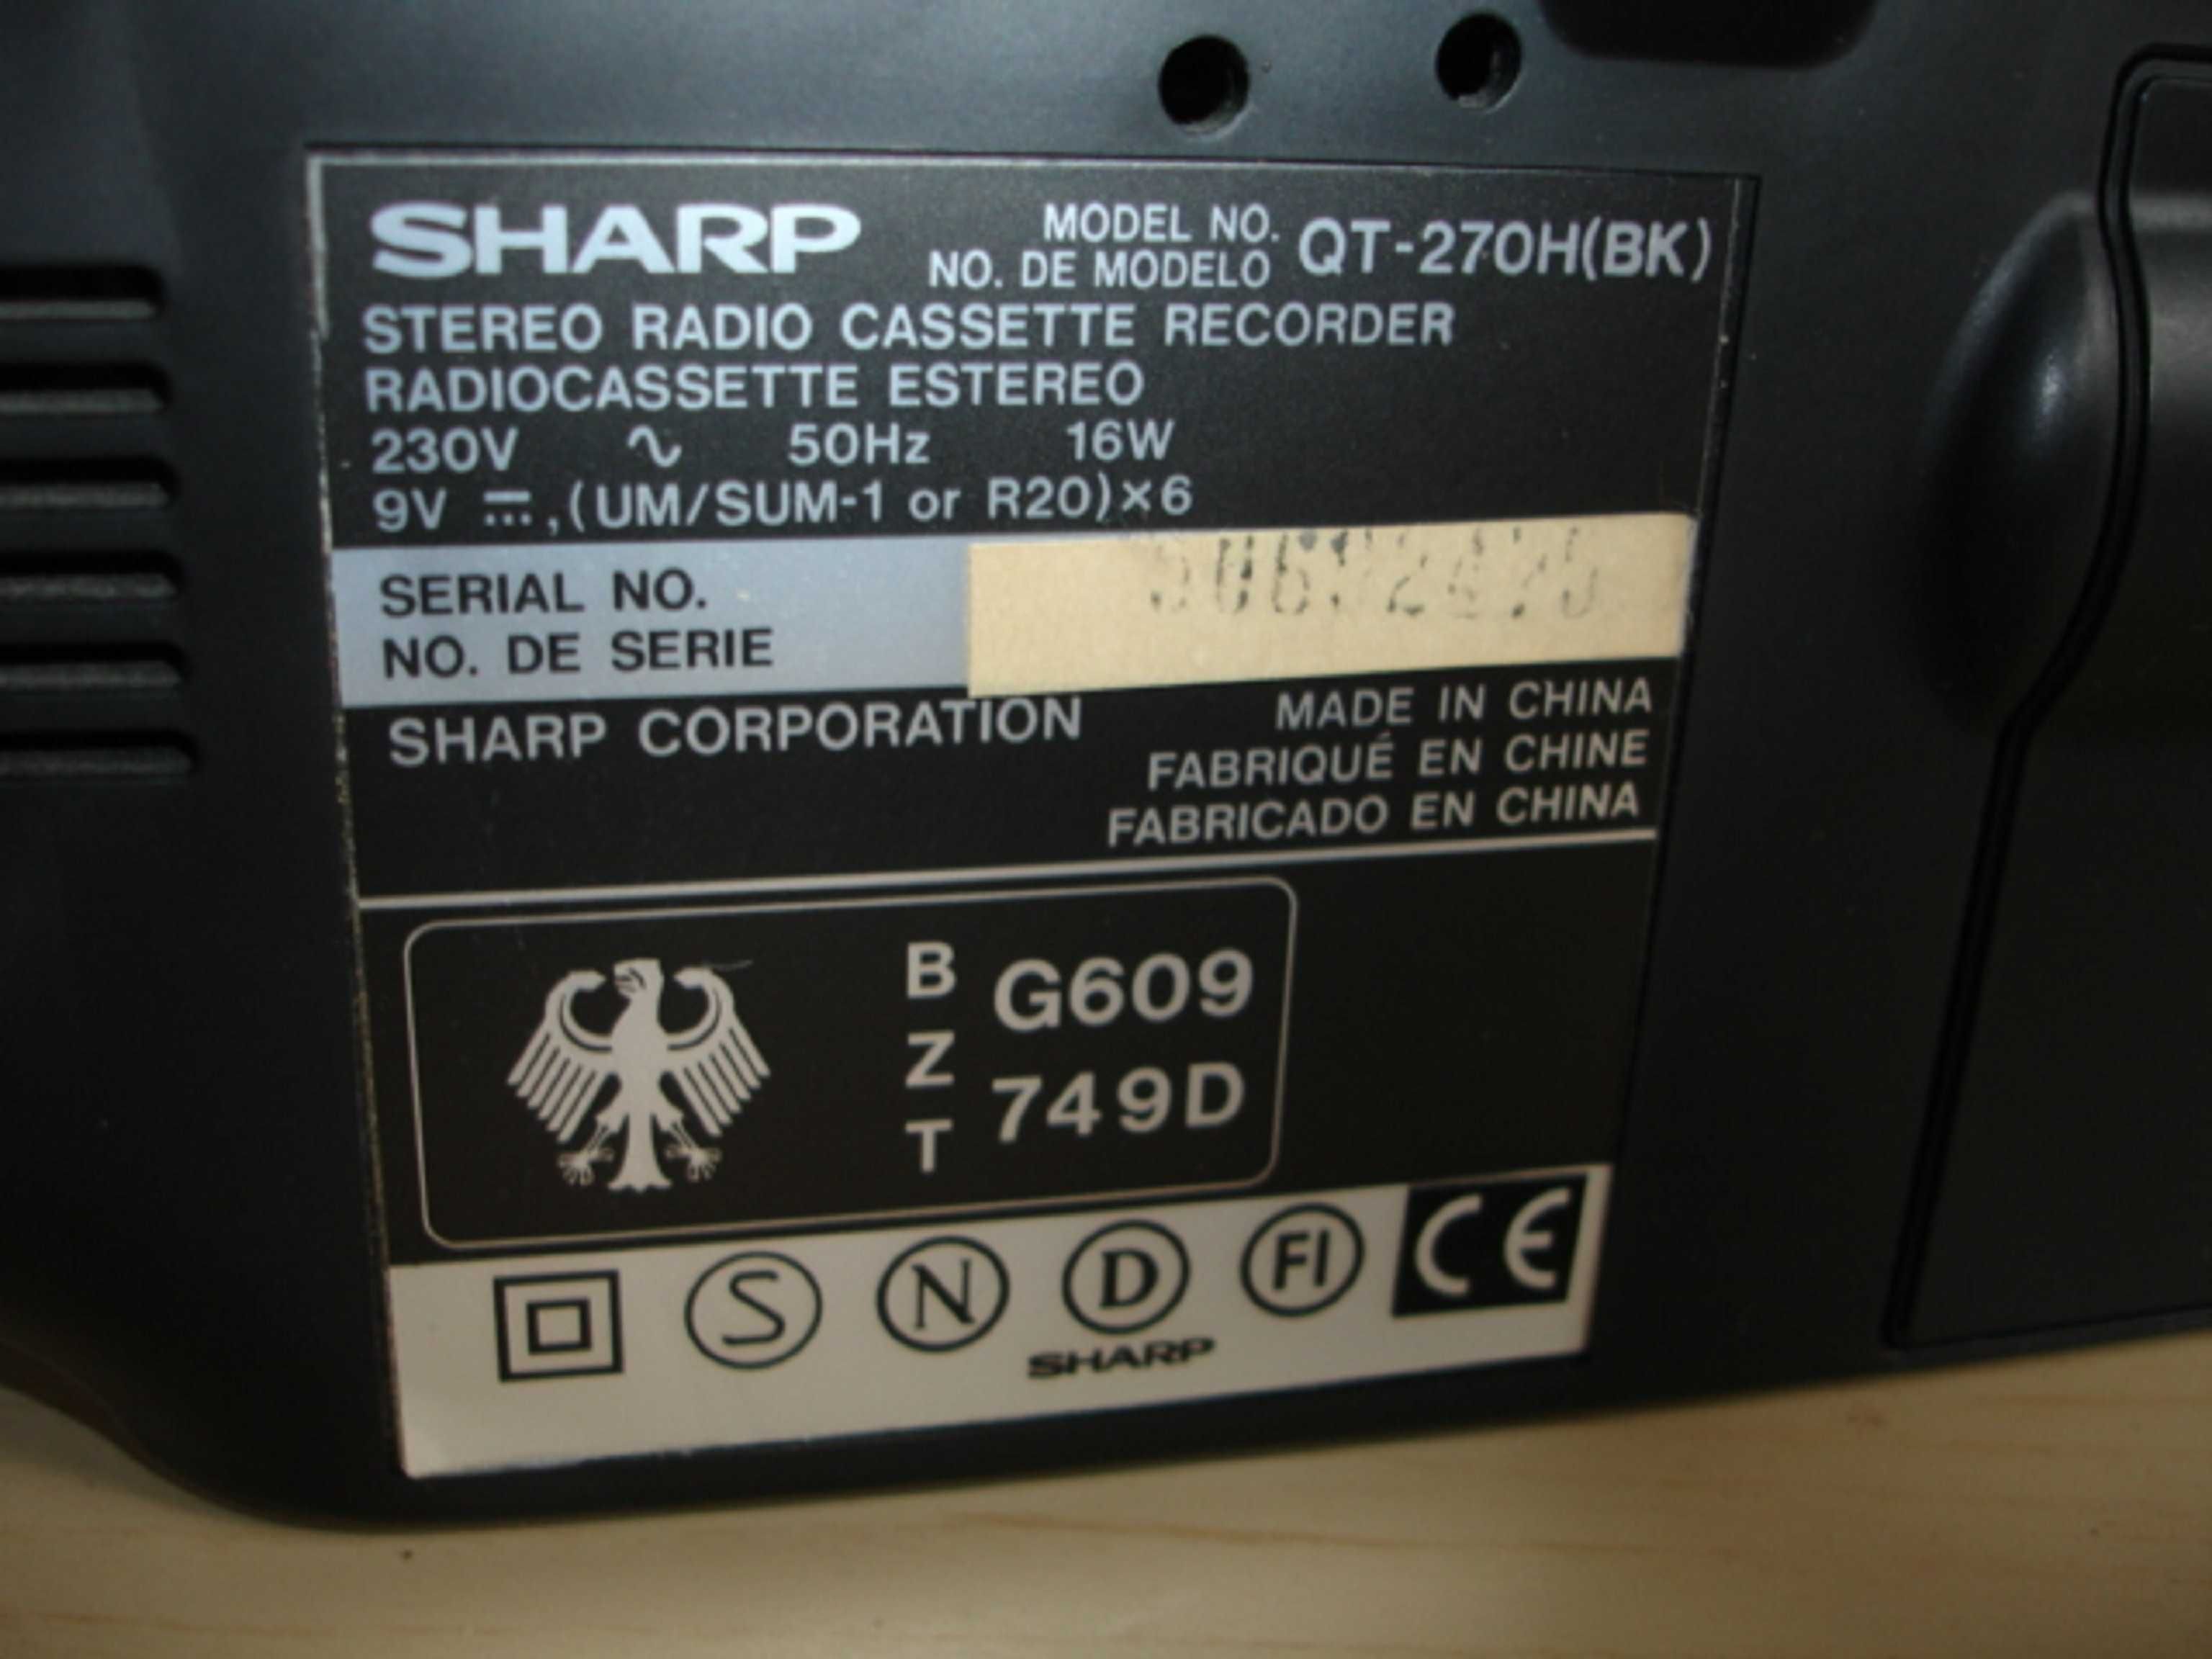 SHARP MODEL NO. QT-270H(BK)
NO. DE MODELO
STEREO RADIO CASSETTE RECORDER
RADIOCASSETTE ESTEREO
230V ∿ 50Hz 16W
9V ⎓,(UM/SUM-1 or R20)×6
SERIAL NO.
NO. DE SERIE
SHARP CORPORATION
MADE IN CHINA
FABRIQUÉ EN CHINE
FABRICADO EN CHINA
BZT
G609
749D
S N D FI CE
SHARP